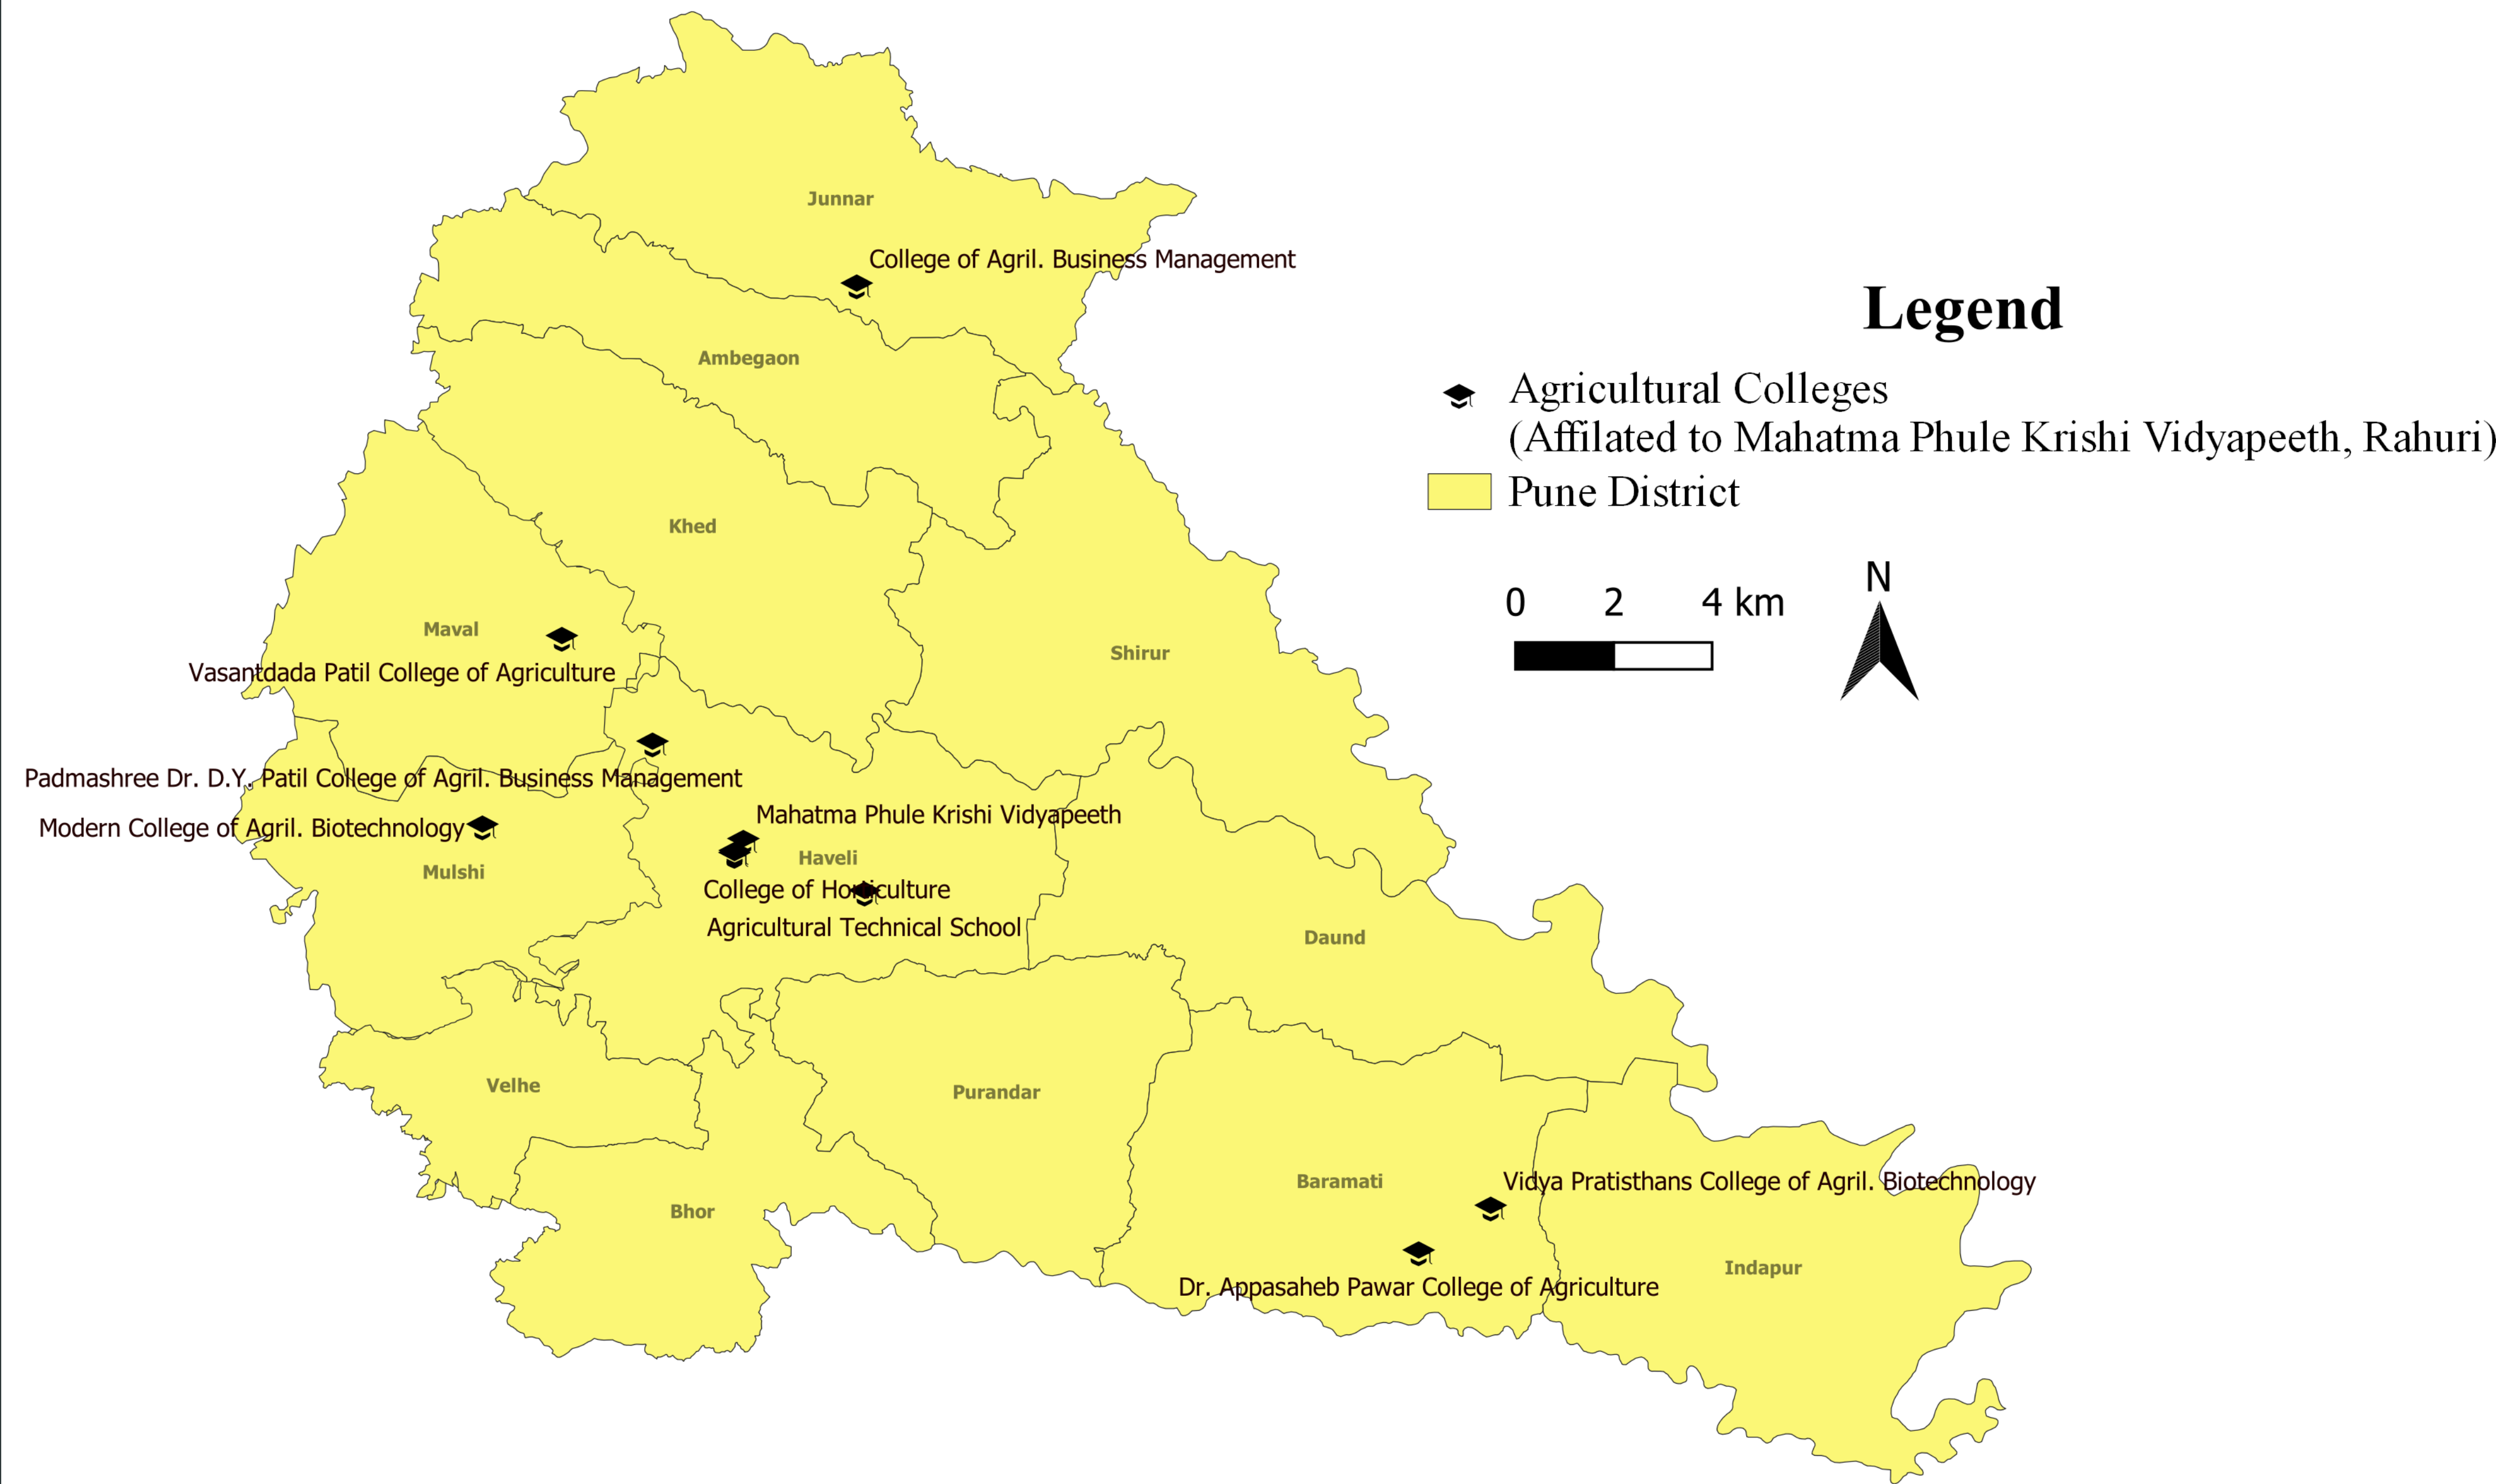 Junnar
College of Agril. Business Management
Legend
Ambegaon
Agricultural Colleges
(Affilated to Mahatma Phule Krishi Vidyapeeth, Rahuri)
Pune District
Khed
N
0 2 4 km
Maval
Shirur
Vasantdada Patil College of Agriculture
Padmashree Dr. D.Y. Patil College of Agril. Business Management
Mahatma Phule Krishi Vidyapeeth
Modern College of Agril. Biotechnology
Haveli
Mulshi
College of Horticulture
Agricultural Technical School
Daund
Velhe
Purandar
Baramati
Vidya Pratisthans College of Agril. Biotechnology
Bhor
Indapur
Dr. Appasaheb Pawar College of Agriculture